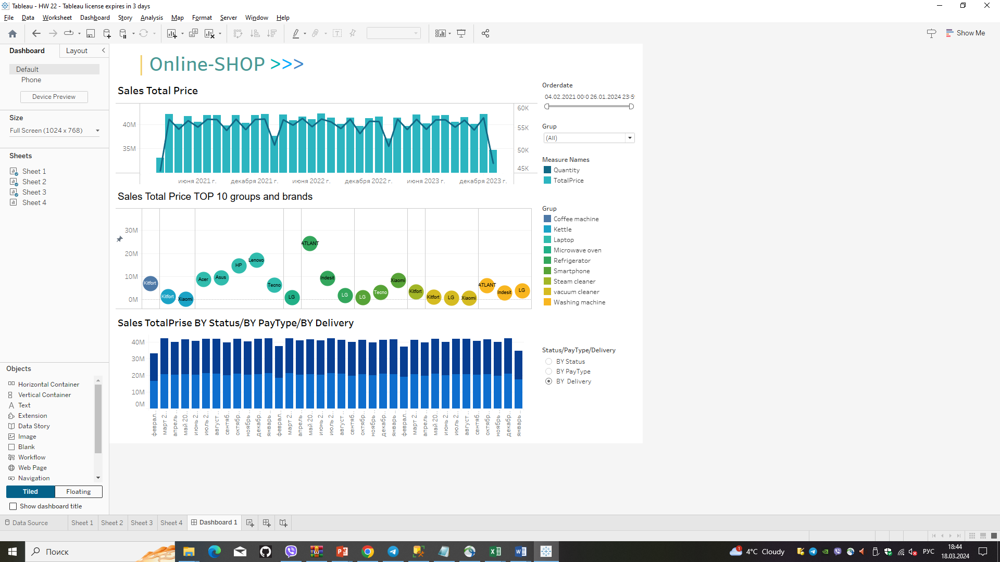 Tableau - HW 22 - Tableau license expires in 3 days
File Data Worksheet Dashboard Story Analysis Map Format Server Window Help
Show Me
Dashboard Layout
Default
Phone
Device Preview
Size
Full Screen (1024 x 768)
Sheets
Sheet 1
Sheet 2
Sheet 3
Sheet 4
Objects
Horizontal Container
Vertical Container
Text
Extension
Data Story
Image
Blank
Workflow
Web Page
Navigation
Tiled Floating
Show dashboard title
| Online-SHOP >>>
Sales Total Price
40M
35M
60K
55K
50K
45K
июня 2021 г. декабря 2021 г. июня 2022 г. декабря 2022 г. июня 2023 г. декабря 2023 г.
Sales Total Price TOP 10 groups and brands
30M
20M
10M
0M
Kitfort
Kitfort
Xiaomi
Acer
Asus
HP
Lenovo
Tecno
LG
ATLANT
Indesit
LG
LG
Tecno
Xiaomi
Kitfort
Kitfort
LG
Xiaomi
ATLANT
Indesit
LG
Sales TotalPrise BY Status/BY PayType/BY Delivery
40M
30M
20M
10M
0M
феврал.. март 2.. апрель .. май 20.. июнь 2.. июль 2.. август .. сентяб.. октябр.. ноябрь .. декабр.. январь .. феврал.. март 2.. апрель .. май 20.. июнь 2.. июль 2.. август .. сентяб.. октябр.. ноябрь .. декабр.. январь .. феврал.. март 2.. апрель .. май 20.. июнь 2.. июль 2.. август .. сентяб.. октябр.. ноябрь .. декабр.. январь ..
Orderdate
04.02.2021 00:0 26.01.2024 23:5
Grup
(All)
Measure Names
Quantity
TotalPrice
Grup
Coffee machine
Kettle
Laptop
Microwave oven
Refrigerator
Smartphone
Steam cleaner
vacuum cleaner
Washing machine
Status/PayType/Delivery
BY Status
BY PayType
BY Delivery
Data Source Sheet 1 Sheet 2 Sheet 3 Sheet 4 Dashboard 1
Поиск
1
4°C Cloudy
РУС
18:44
18.03.2024